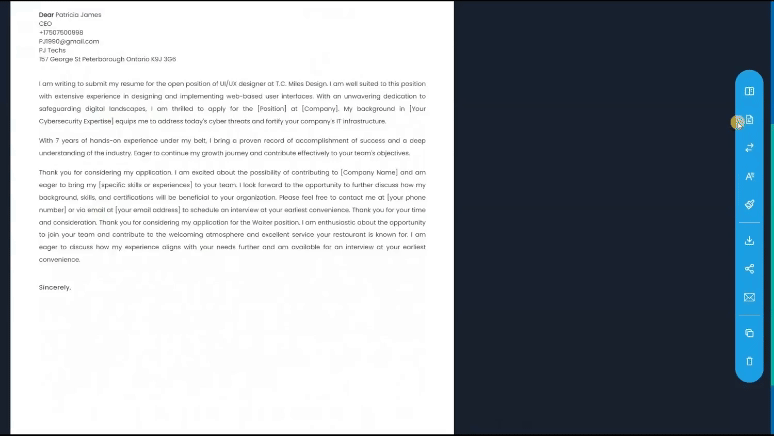 Dear Patricia James
CEO
+17507500998
PJ1990@gmail.com
PJ Techs
157 George St Peterborough Ontario K9J 3G6
I am writing to submit my resume for the open position of UI/UX designer at T.C. Miles Design. I am well suited to this position
with extensive experience in designing and implementing web-based user interfaces. With an unwavering dedication to
safeguarding digital landscapes, I am thrilled to apply for the [Position] at [Company]. My background in [Your
Cybersecurity Expertise] equips me to address today's cyber threats and fortify your company's IT infrastructure.
With 7 years of hands-on experience under my belt, I bring a proven record of accomplishment of success and a deep
understanding of the industry. Eager to continue my growth journey and contribute effectively to your team's objectives.
Thank you for considering my application. I am excited about the possibility of contributing to [Company Name] and am
eager to bring my [specific skills or experiences] to your team. I look forward to the opportunity to further discuss how my
background, skills, and certifications will be beneficial to your organization. Please feel free to contact me at [your phone
number] or via email at [your email address] to schedule an interview at your earliest convenience. Thank you for your time
and consideration. Thank you for considering my application for the Waiter position. I am enthusiastic about the opportunity
to join your team and contribute to the welcoming atmosphere and excellent service your restaurant is known for. I am
eager to discuss how my experience aligns with your needs further and am available for an interview at your earliest
convenience.
Sincerely,